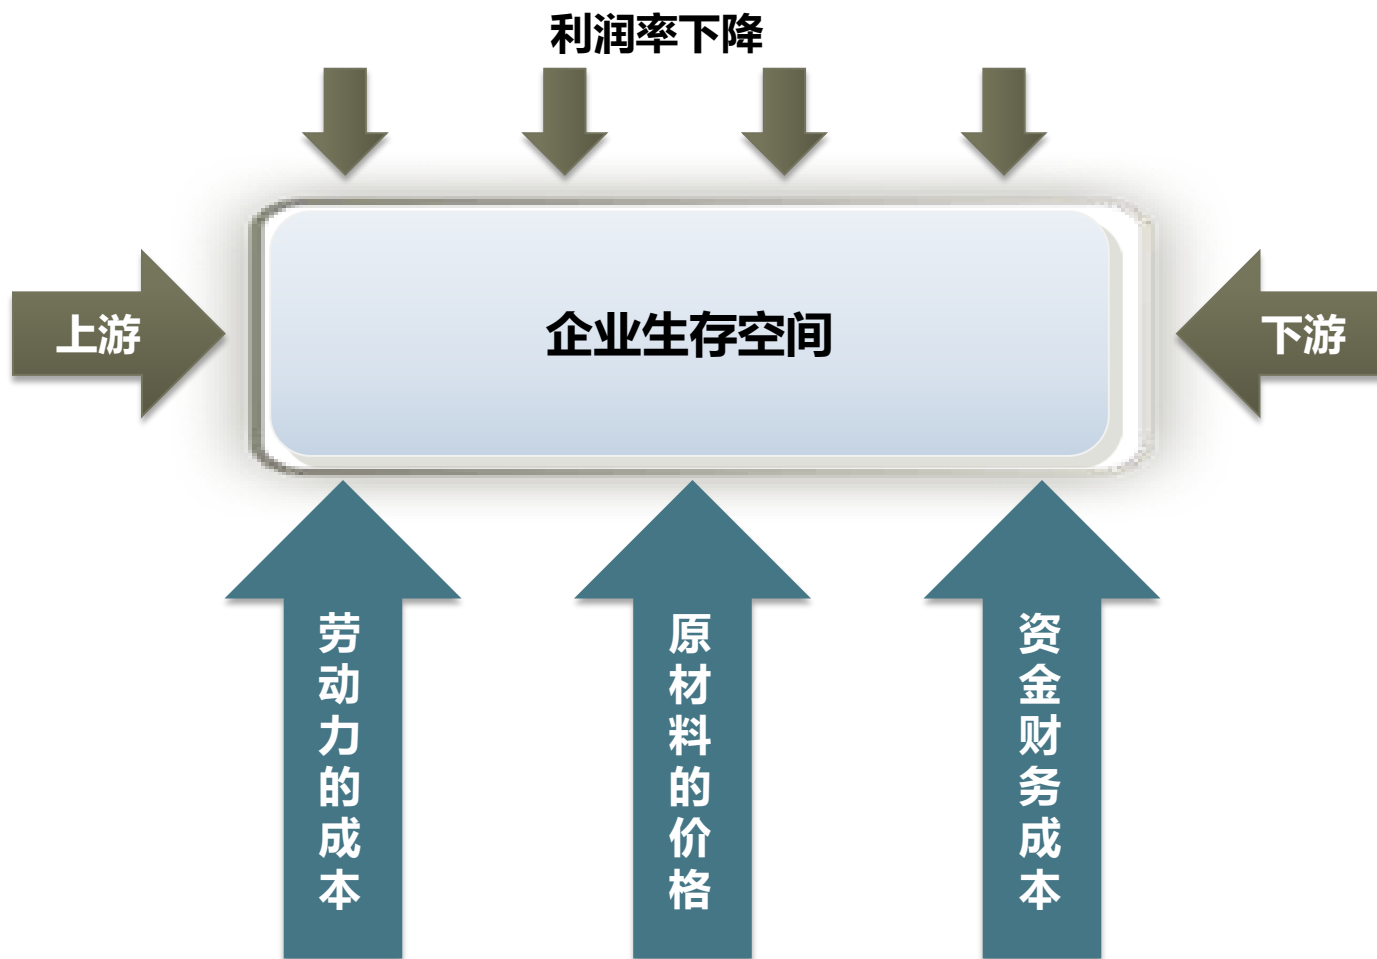 利润率下降
上游
企业生存空间
下游
劳动力的成本
原材料的价格
资金财务成本